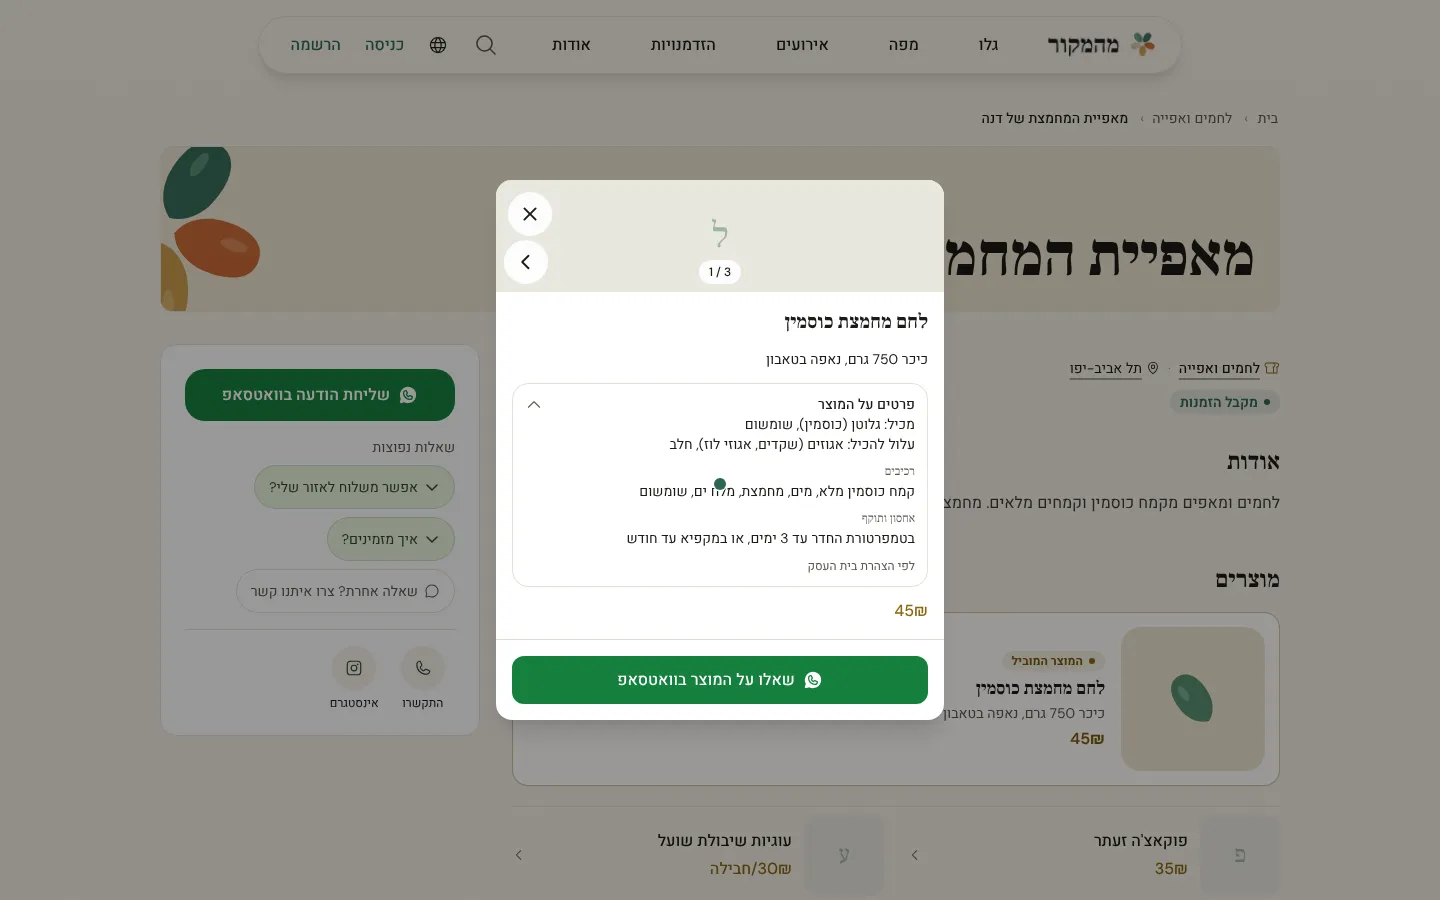 מהמקור
גלו
מפה
אירועים
הזדמנויות
אודות
כניסה
הרשמה
בית › לחמים ואפייה › מאפיית המחמצת של דנה
מאפיית המחמ
לחמים ואפייה · תל אביב-יפו
מקבל הזמנות
אודות
לחמים ומאפים מקמח כוסמין וקמחים מלאים. מחמצ
מוצרים
המוצר המוביל
לחם מחמצת כוסמין
כיכר 750 גרם, נאפה בטאבון
₪45
פוקאצ'ה זעתר
₪35
פ
עוגיות שיבולת שועל
₪30/חבילה
ע
שליחת הודעה בוואטסאפ
שאלות נפוצות
אפשר משלוח לאזור שלי?
איך מזמינים?
שאלה אחרת? צרו איתנו קשר
התקשרו
אינסטגרם
ל
1 / 3
לחם מחמצת כוסמין
כיכר 750 גרם, נאפה בטאבון
פרטים על המוצר
מכיל: גלוטן (כוסמין), שומשום
עלול להכיל: אגוזים (שקדים, אגוזי לוז), חלב
רכיבים
קמח כוסמין מלא, מים, מחמצת, מלח ים, שומשום
אחסון ותוקף
בטמפרטורת החדר עד 3 ימים, או במקפיא עד חודש
לפי הצהרת בית העסק
₪45
שאלו על המוצר בוואטסאפ